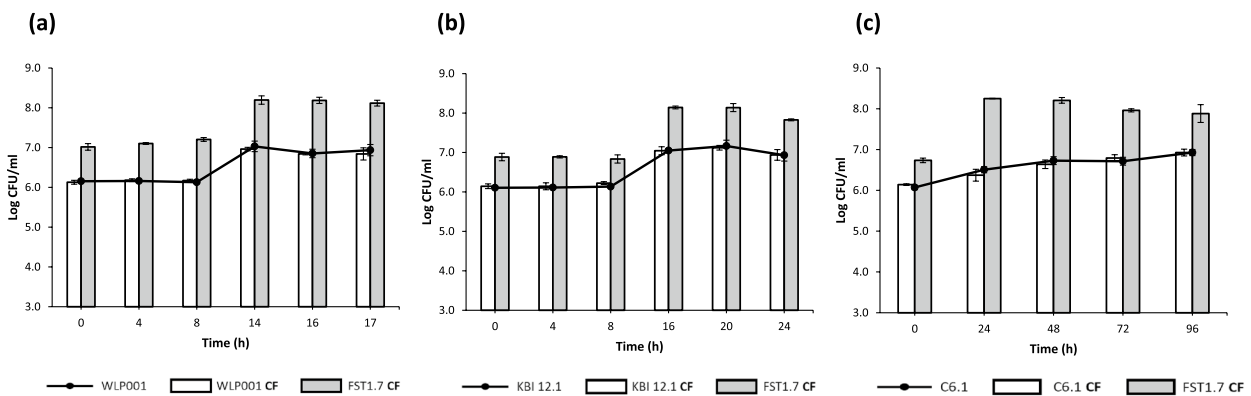 (a)
9.0
8.0
7.0
6.0
5.0
4.0
3.0
Log CFU/ml
0 4 8 14 16 17
Time (h)
WLP001 WLP001 CF FST1.7 CF
(b)
9.0
8.0
7.0
6.0
5.0
4.0
3.0
Log CFU/ml
0 4 8 16 20 24
Time (h)
KBI 12.1 KBI 12.1 CF FST1.7 CF
(c)
9.0
8.0
7.0
6.0
5.0
4.0
3.0
Log CFU/ml
0 24 48 72 96
Time (h)
C6.1 C6.1 CF FST1.7 CF